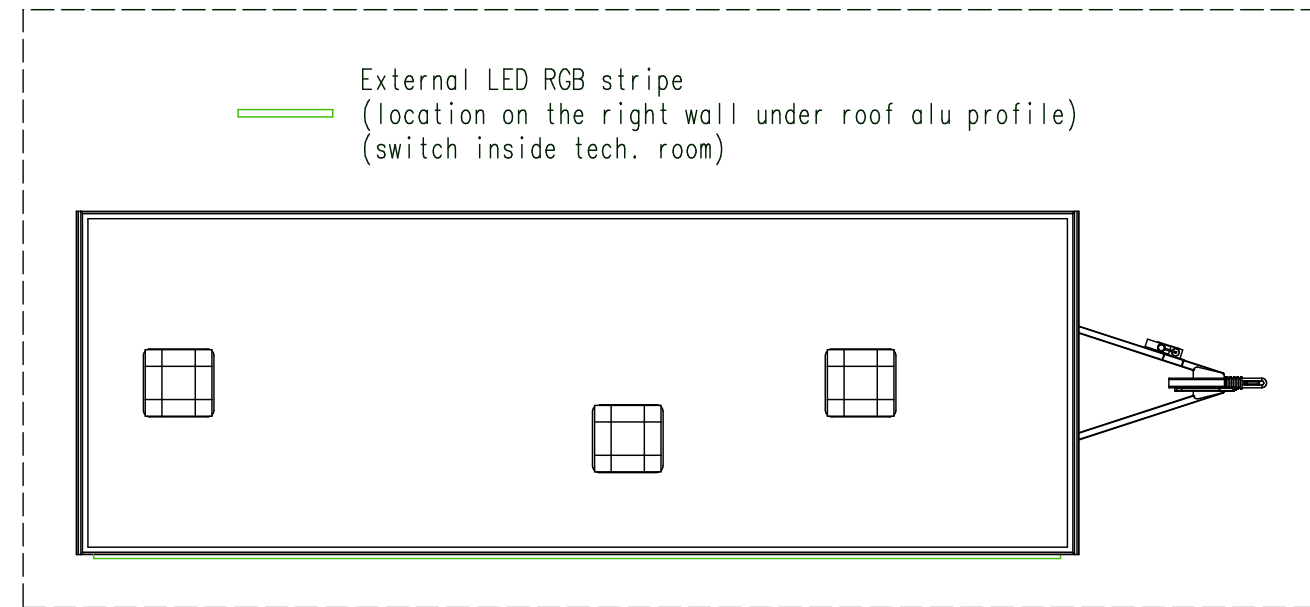 External LED RGB stripe
(location on the right wall under roof alu profile)
(switch inside tech. room)